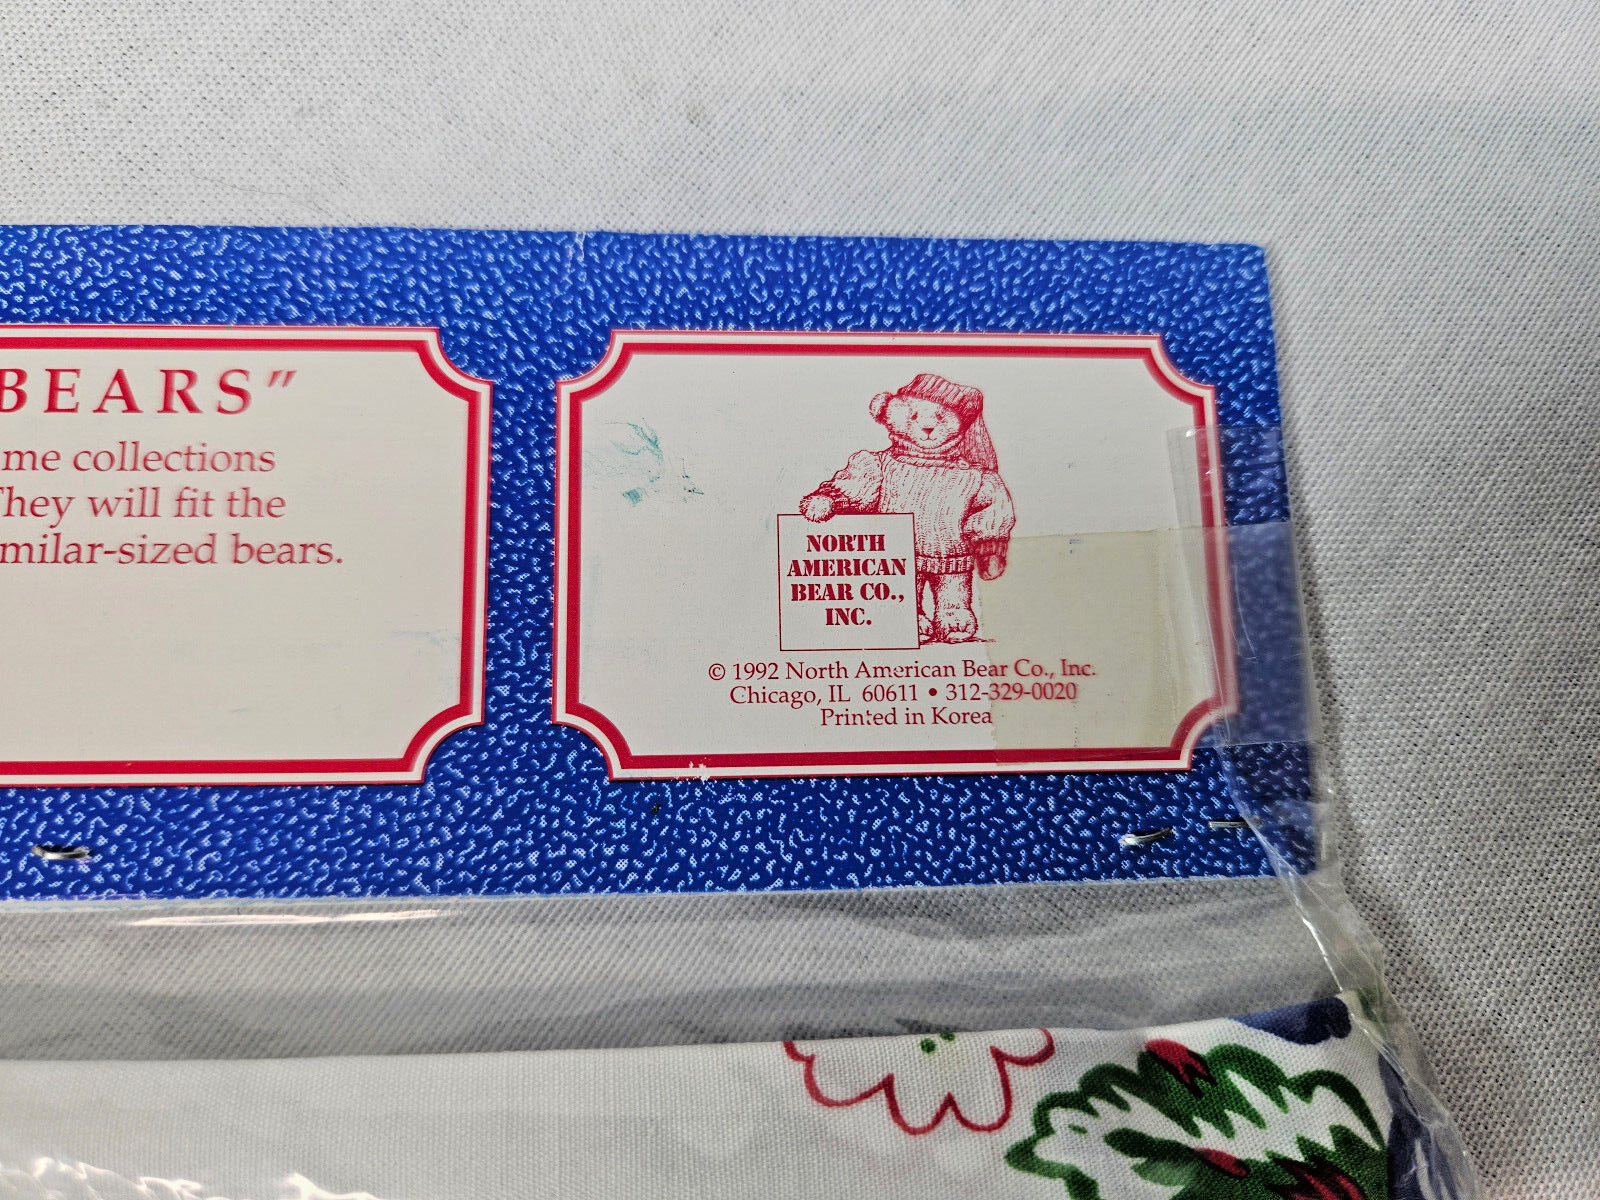 BEARS"
me collections
They will fit the
milar-sized bears.
NORTH
AMERICAN
BEAR CO.,
INC.
© 1992 North American Bear Co., Inc.
Chicago, IL 60611 • 312-329-0020
Printed in Korea